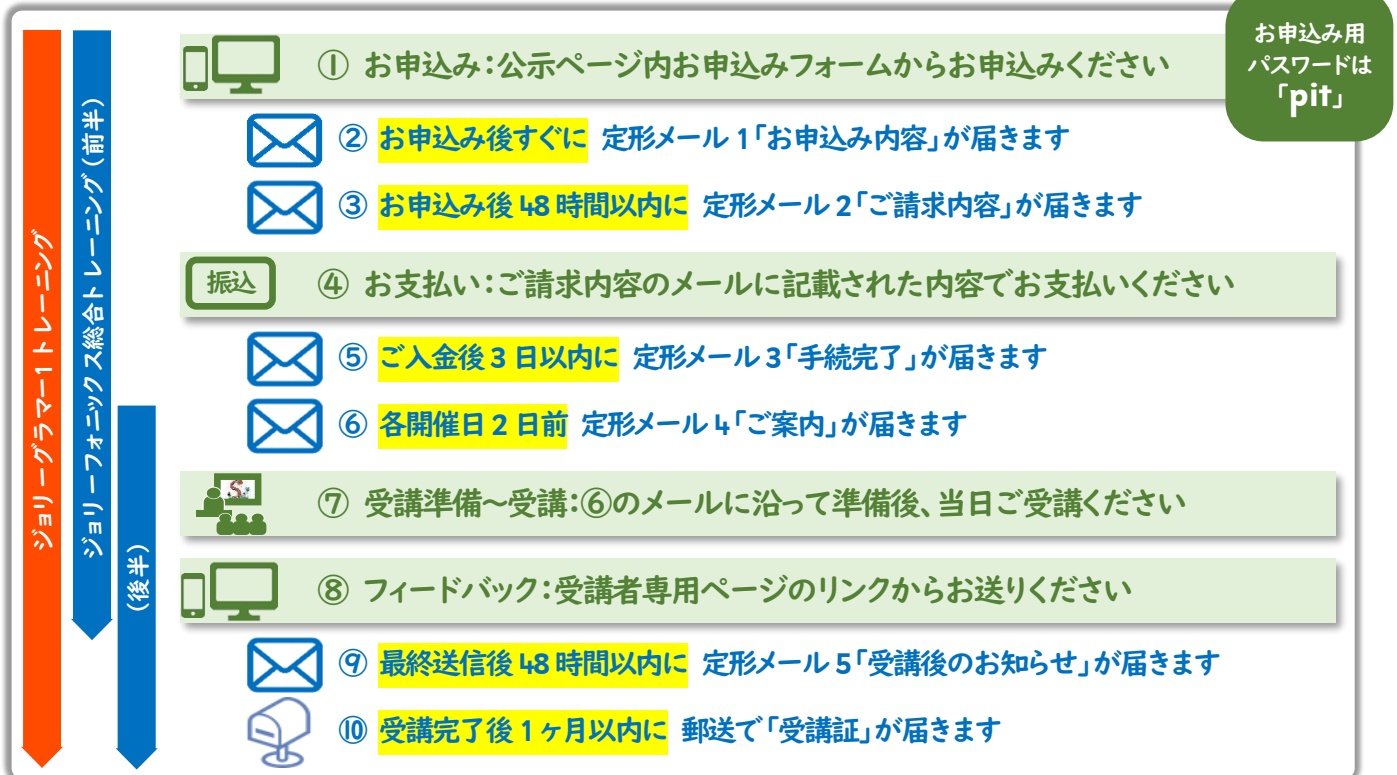 お申込み用
パスワードは
「pit」
① お申込み：公示ページ内お申込みフォームからお申込みください
② お申込み後すぐに 定形メール 1「お申込み内容」が届きます
③ お申込み後 48 時間以内に 定形メール 2「ご請求内容」が届きます
振込
④ お支払い：ご請求内容のメールに記載された内容でお支払いください
⑤ ご入金後 3 日以内に 定形メール 3「手続完了」が届きます
⑥ 各開催日 2 日前 定形メール 4「ご案内」が届きます
⑦ 受講準備～受講：⑥のメールに沿って準備後、当日ご受講ください
⑧ フィードバック：受講者専用ページのリンクからお送りください
⑨ 最終送信後 48 時間以内に 定形メール 5「受講後のお知らせ」が届きます
⑩ 受講完了後 1 ヶ月以内に 郵送で「受講証」が届きます
ジョリーグラマー1トレーニング
ジョリーフォニックス総合トレーニング(前半)
(後半)